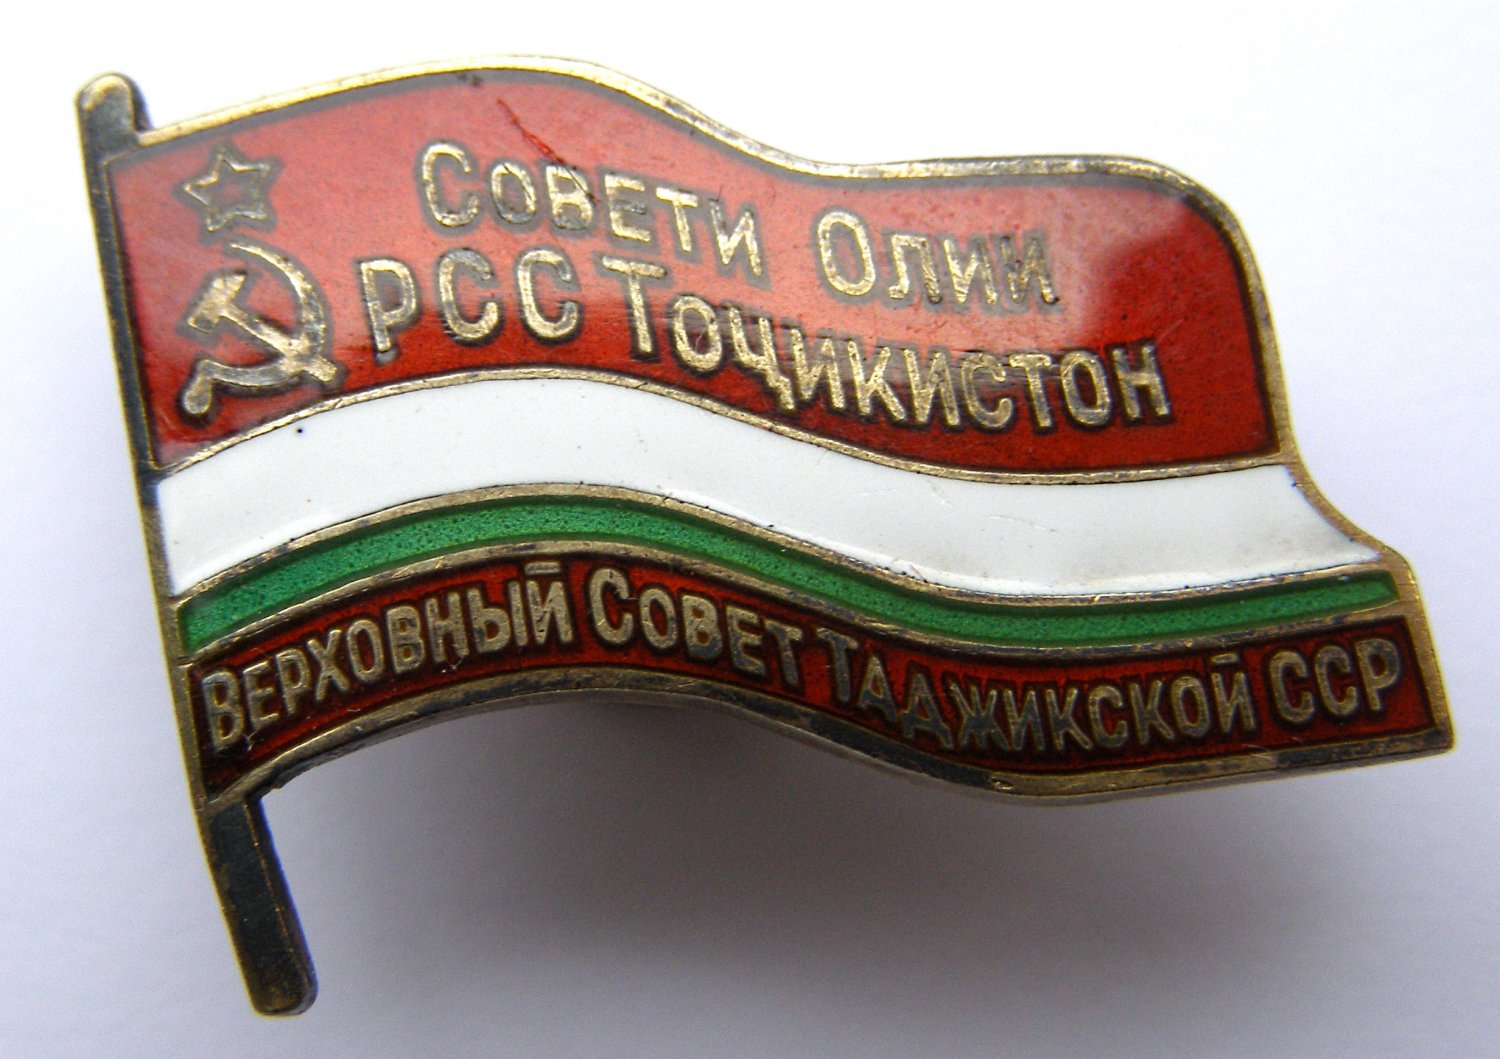 Совети Олии
РСС Тоҷикистон
Верховный Совет Таджикской ССР